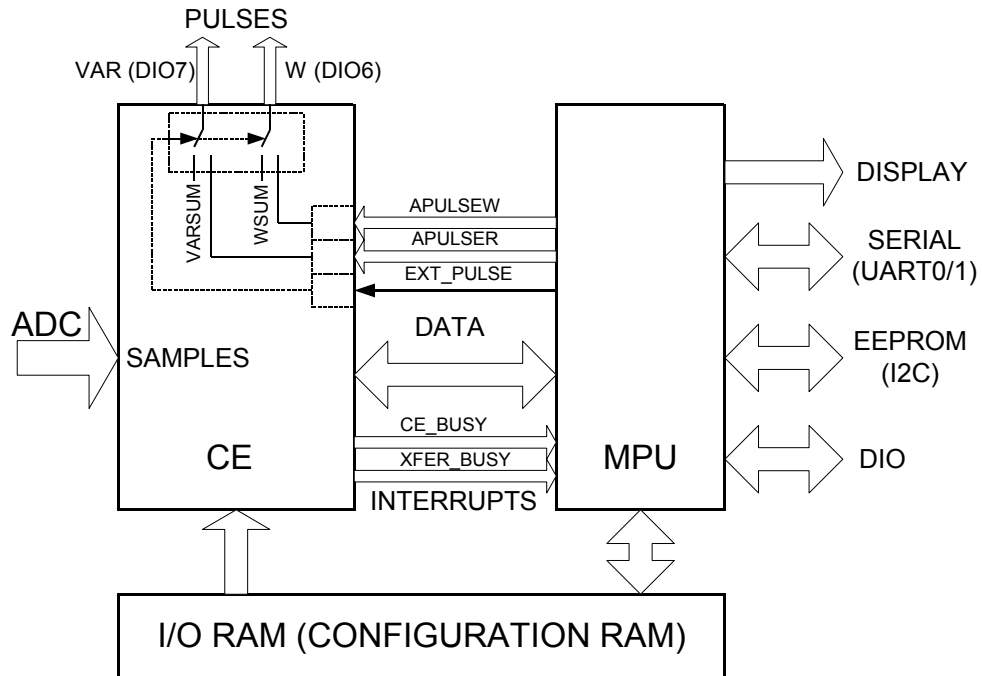 PULSES
VAR (DIO7)
W (DIO6)
VARSUM
WSUM
APULSEW
APULSER
EXT_PULSE
DISPLAY
SERIAL
(UART0/1)
ADC
SAMPLES
DATA
EEPROM
(I2C)
CE_BUSY
XFER_BUSY
INTERRUPTS
CE
MPU
DIO
I/O RAM (CONFIGURATION RAM)